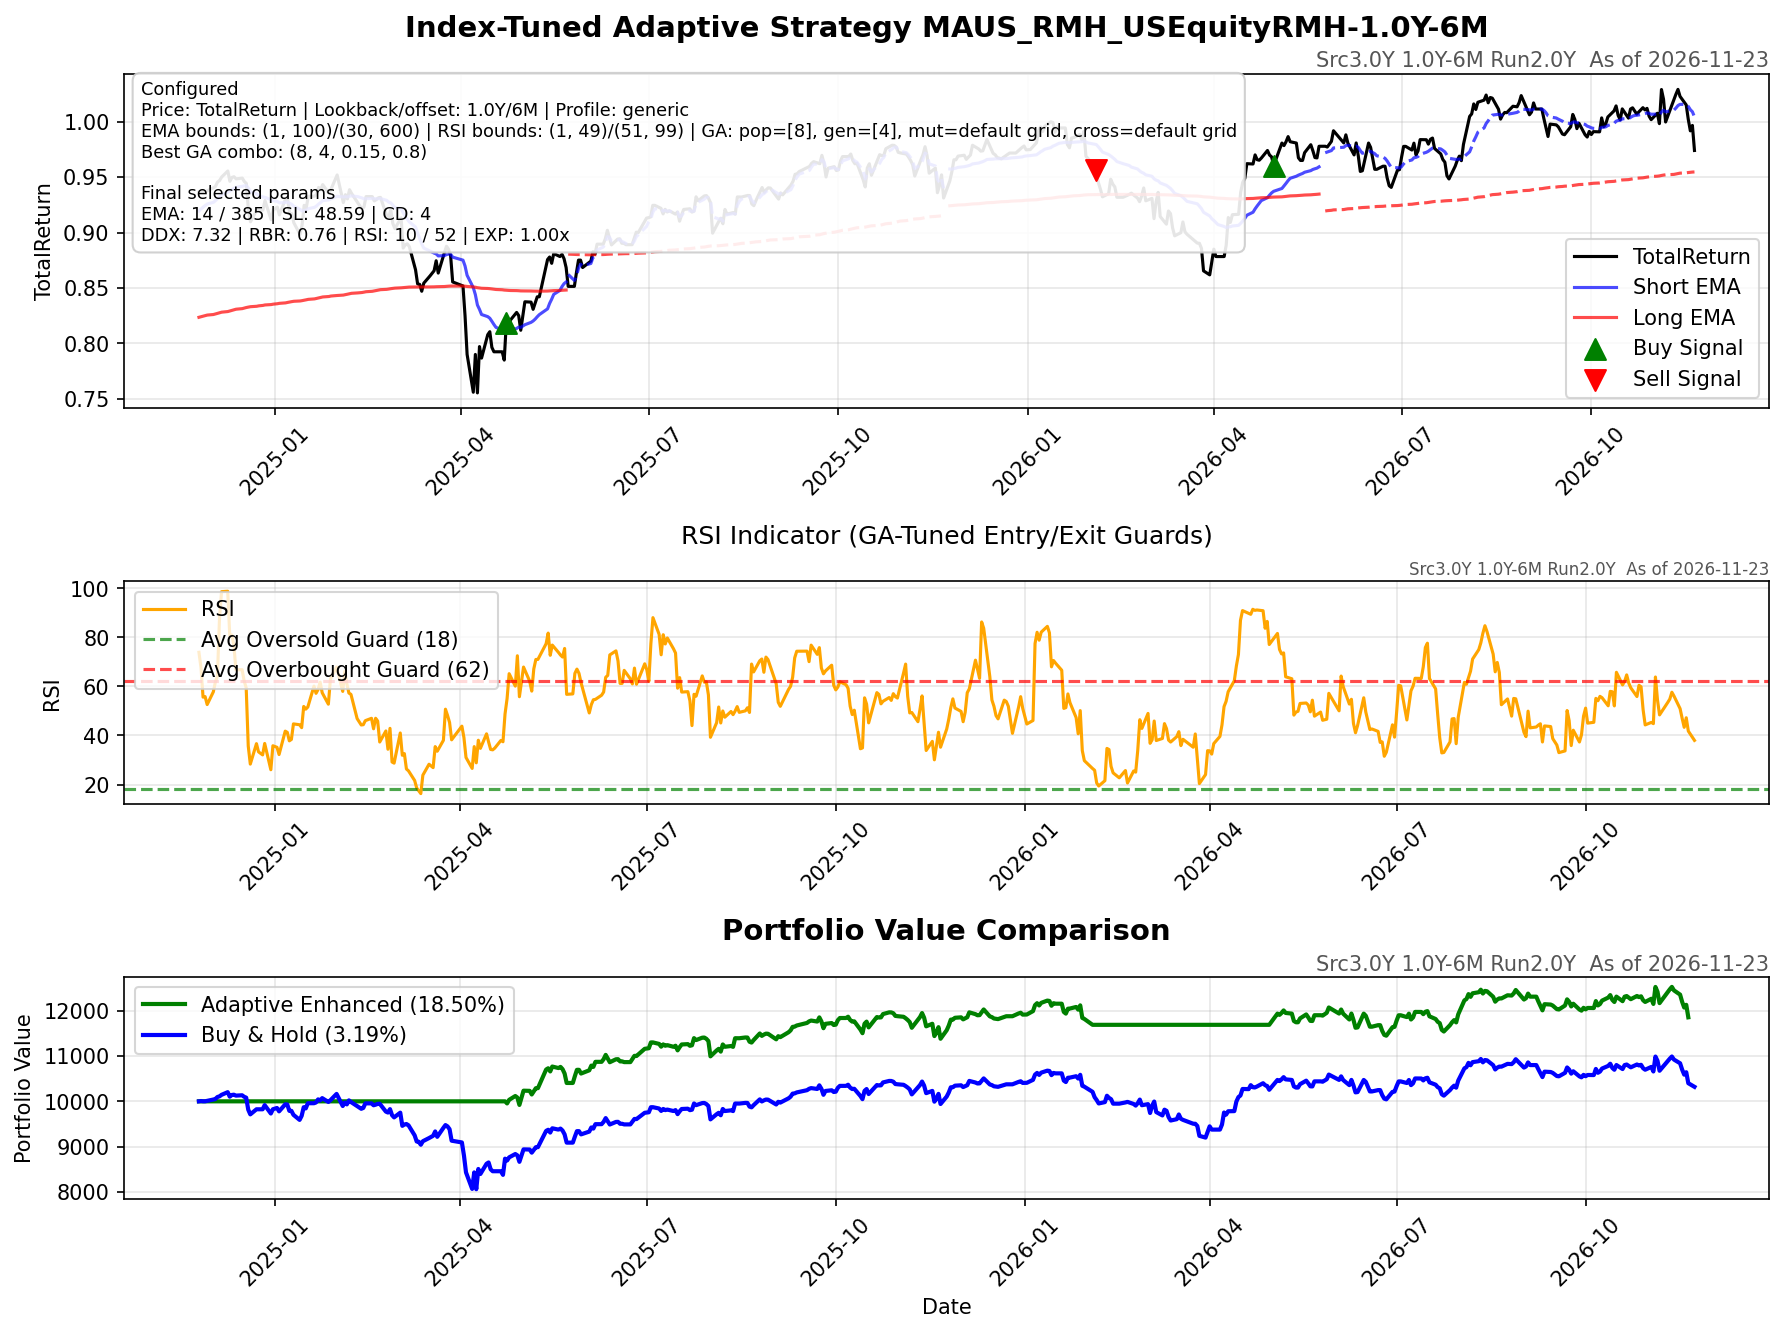 Index-Tuned Adaptive Strategy MAUS_RMH_USEquityRMH-1.0Y-6M
Src3.0Y 1.0Y-6M Run2.0Y  As of 2026-11-23
Configured
Price: TotalReturn | Lookback/offset: 1.0Y/6M | Profile: generic
EMA bounds: (1, 100)/(30, 600) | RSI bounds: (1, 49)/(51, 99) | GA: pop=[8], gen=[4], mut=default grid, cross=default grid
Best GA combo: (8, 4, 0.15, 0.8)
Final selected params
EMA: 14 / 385 | SL: 48.59 | CD: 4
DDX: 7.32 | RBR: 0.76 | RSI: 10 / 52 | EXP: 1.00x
TotalReturn
1.00
0.95
0.90
0.85
0.80
0.75
TotalReturn
Short EMA
Long EMA
Buy Signal
Sell Signal
2025-01
2025-04
2025-07
2025-10
2026-01
2026-04
2026-07
2026-10
RSI Indicator (GA-Tuned Entry/Exit Guards)
Src3.0Y 1.0Y-6M Run2.0Y  As of 2026-11-23
RSI
100
80
60
40
20
RSI
Avg Oversold Guard (18)
Avg Overbought Guard (62)
2025-01
2025-04
2025-07
2025-10
2026-01
2026-04
2026-07
2026-10
Portfolio Value Comparison
Src3.0Y 1.0Y-6M Run2.0Y  As of 2026-11-23
Portfolio Value
12000
11000
10000
9000
8000
Adaptive Enhanced (18.50%)
Buy & Hold (3.19%)
2025-01
2025-04
2025-07
2025-10
2026-01
2026-04
2026-07
2026-10
Date